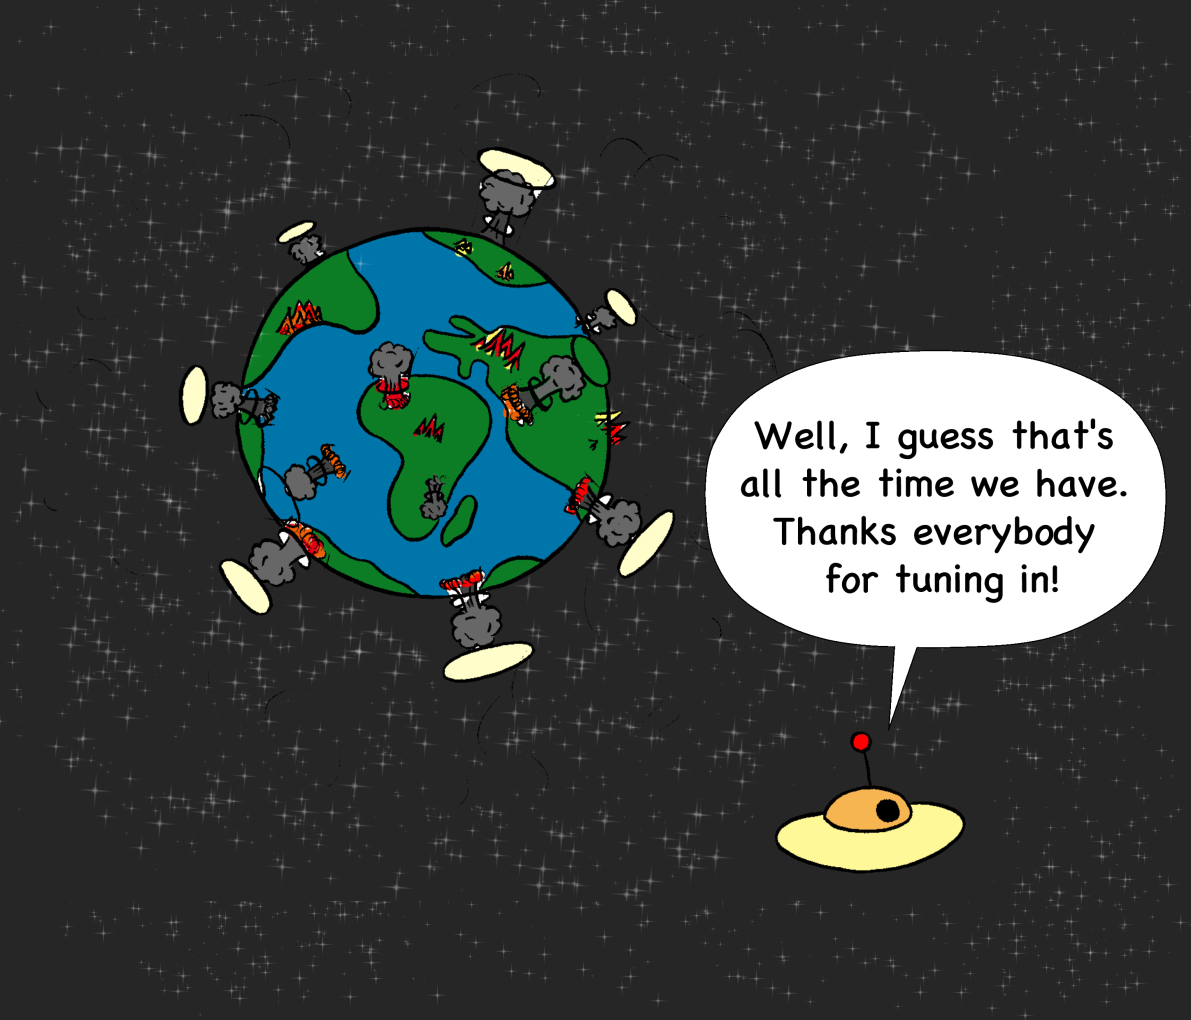 Well, I guess that's
all the time we have.
Thanks everybody
for tuning in!